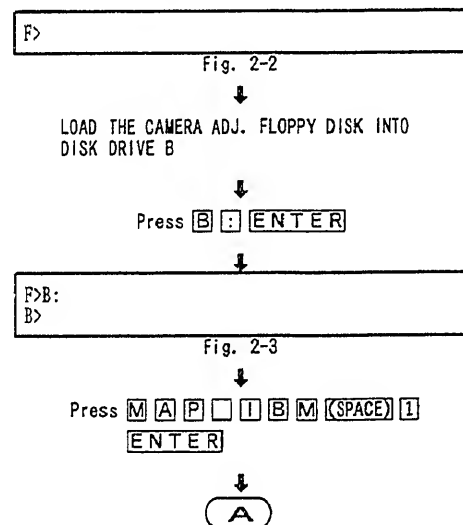 F>
Fig. 2-2
LOAD THE CAMERA ADJ. FLOPPY DISK INTO
DISK DRIVE B
Press B : ENTER
F>B:
B>
Fig. 2-3
Press M A P _ I B M (SPACE) 1
ENTER
A